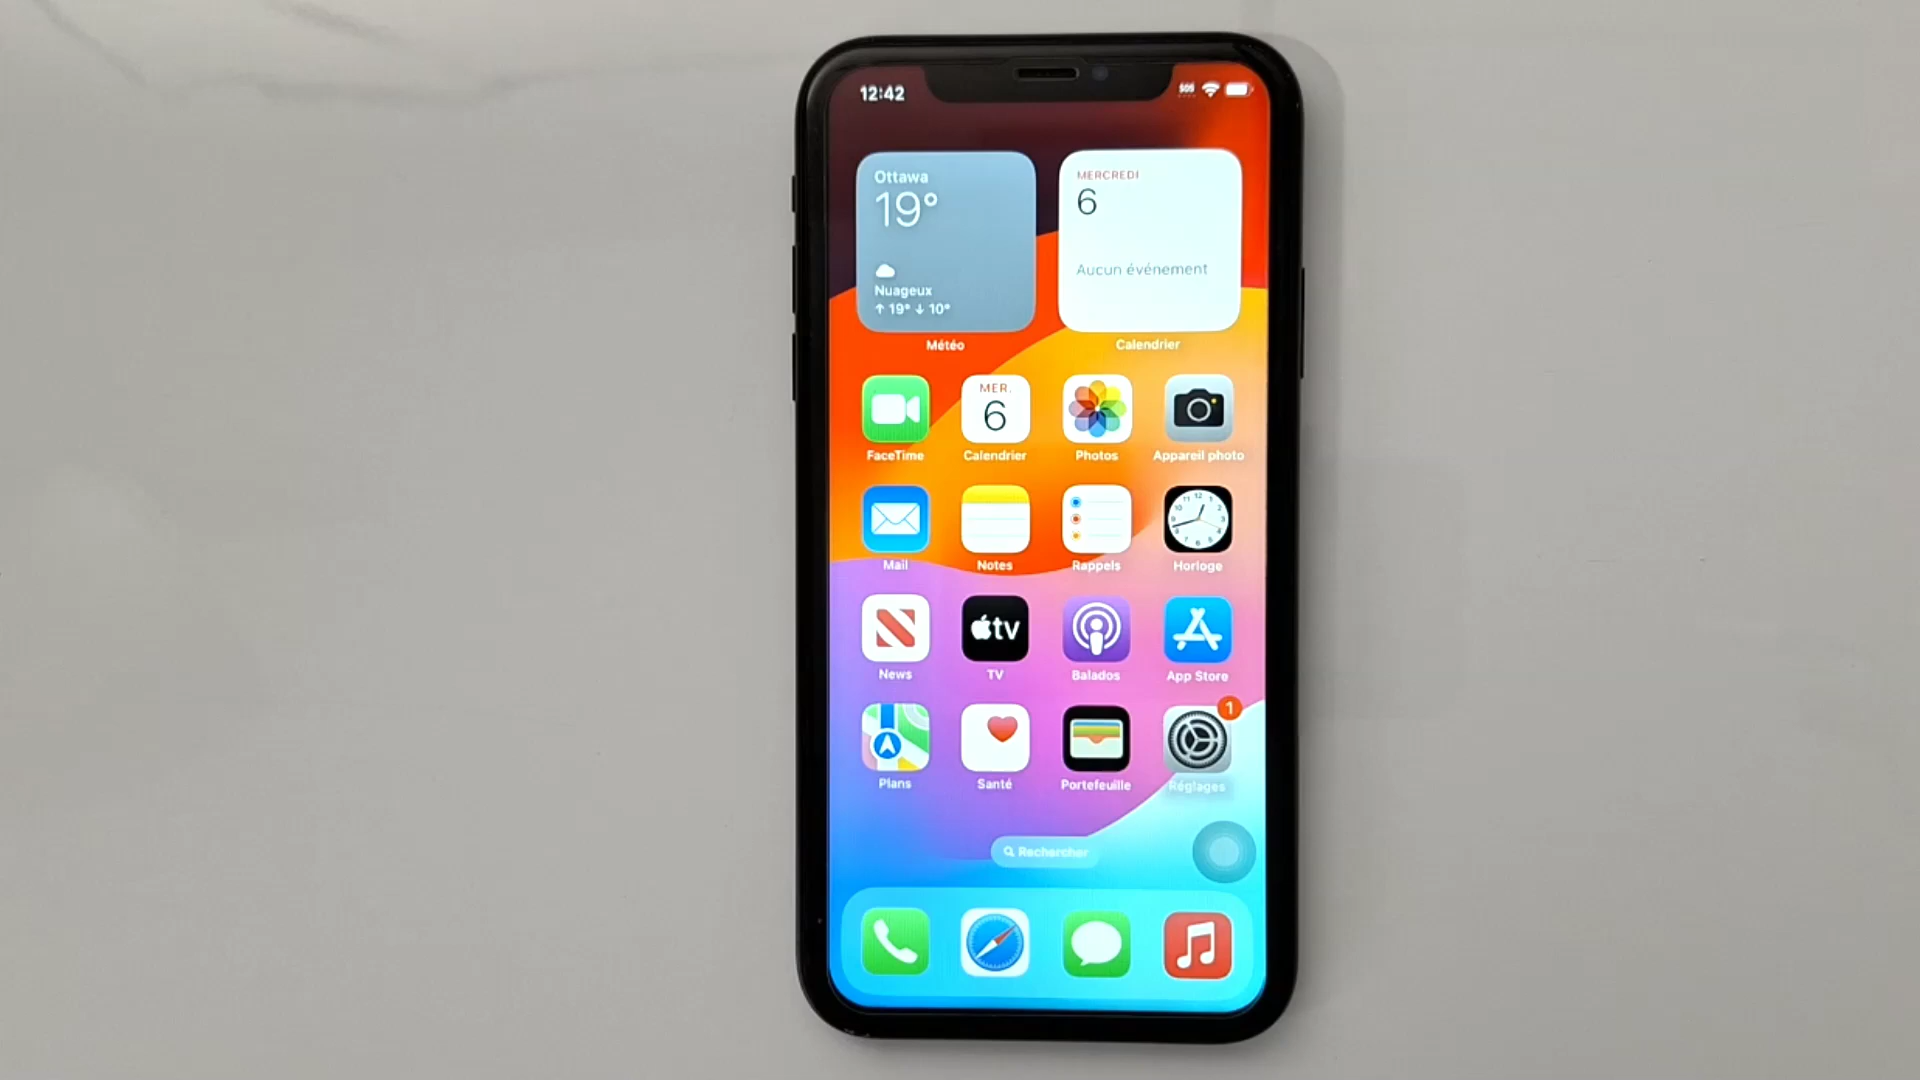 12:42
SOS
Ottawa
19°
Nuageux
↑ 19° ↓ 10°
Météo
MERCREDI
6
Aucun événement
Calendrier
FaceTime
MER.
6
Calendrier
Photos
Appareil photo
Mail
Notes
Rappels
Horloge
News
tv
TV
Balados
App Store
Plans
Santé
Portefeuille
1
Réglages
Rechercher